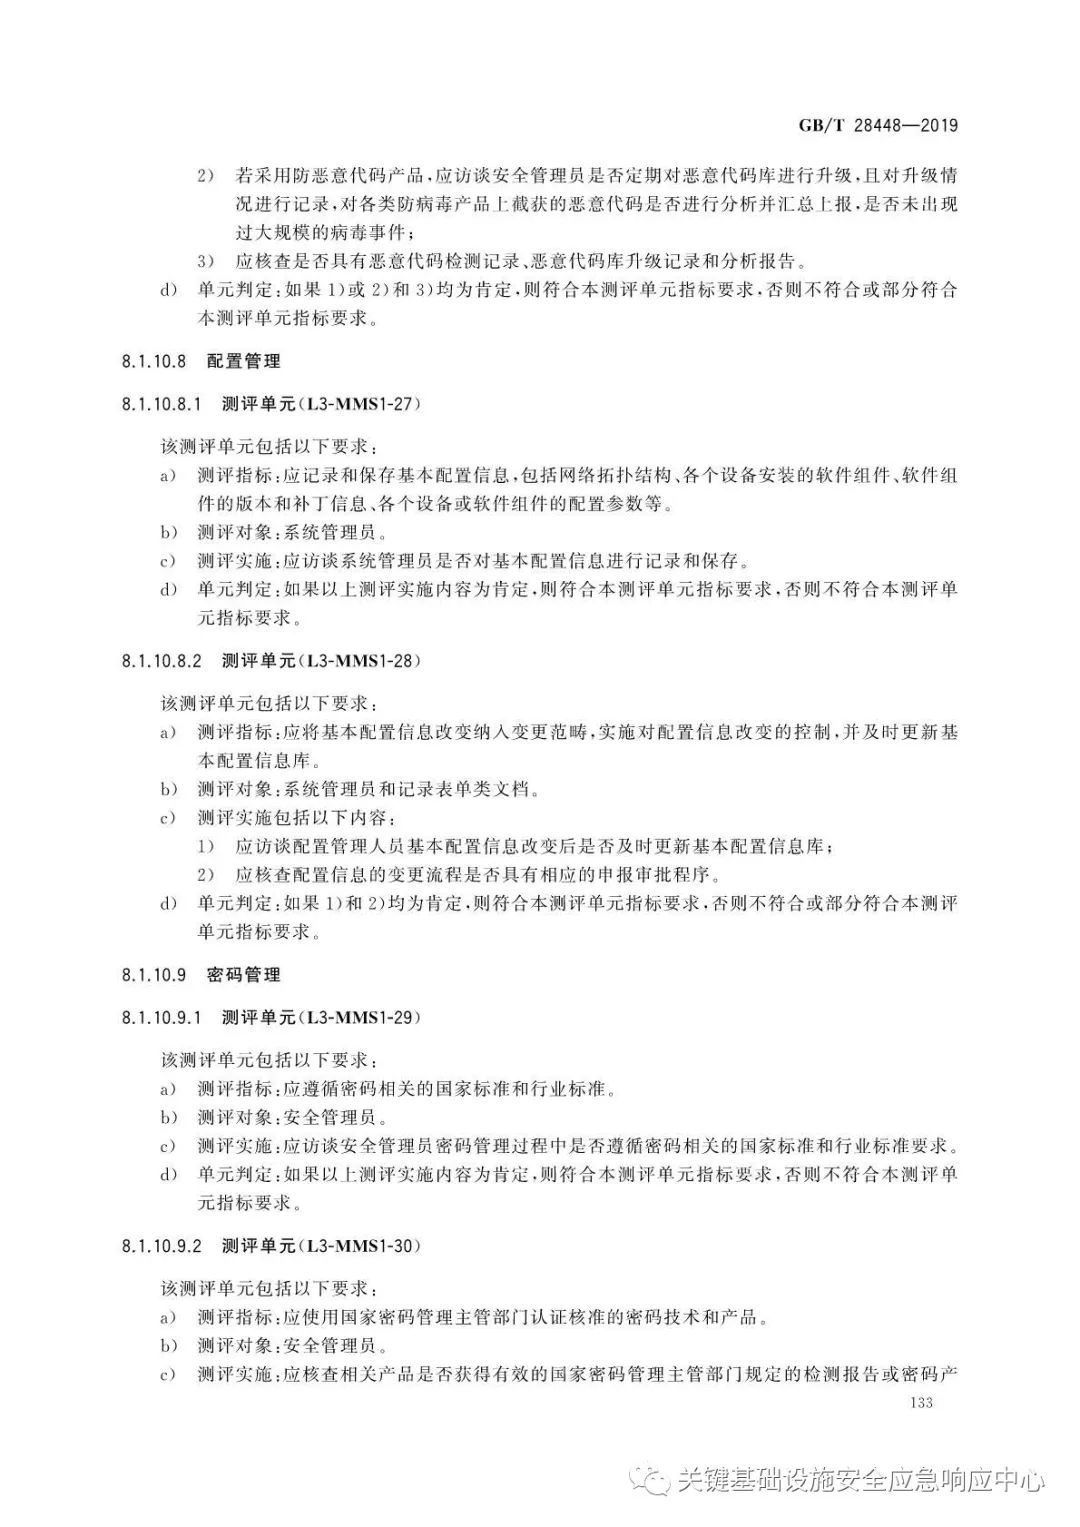 GB/T 28448—2019
2) 若采用防恶意代码产品,应访谈安全管理员是否定期对恶意代码库进行升级,且对升级情
况进行记录,对各类防病毒产品上截获的恶意代码是否进行分析并汇总上报,是否未出现
过大规模的病毒事件;
3) 应核查是否具有恶意代码检测记录、恶意代码库升级记录和分析报告。
d) 单元判定:如果 1)或 2)和 3)均为肯定,则符合本测评单元指标要求,否则不符合或部分符合
本测评单元指标要求。
8.1.10.8 配置管理
8.1.10.8.1 测评单元(L3-MMS1-27)
该测评单元包括以下要求:
a) 测评指标:应记录和保存基本配置信息,包括网络拓扑结构、各个设备安装的软件组件、软件组
件的版本和补丁信息、各个设备或软件组件的配置参数等。
b) 测评对象:系统管理员。
c) 测评实施:应访谈系统管理员是否对基本配置信息进行记录和保存。
d) 单元判定:如果以上测评实施内容为肯定,则符合本测评单元指标要求,否则不符合本测评单
元指标要求。
8.1.10.8.2 测评单元(L3-MMS1-28)
该测评单元包括以下要求:
a) 测评指标:应将基本配置信息改变纳入变更范畴,实施对配置信息改变的控制,并及时更新基
本配置信息库。
b) 测评对象:系统管理员和记录表单类文档。
c) 测评实施包括以下内容:
1) 应访谈配置管理人员基本配置信息改变后是否及时更新基本配置信息库;
2) 应核查配置信息的变更流程是否具有相应的申报审批程序。
d) 单元判定:如果 1)和 2)均为肯定,则符合本测评单元指标要求,否则不符合或部分符合本测评
单元指标要求。
8.1.10.9 密码管理
8.1.10.9.1 测评单元(L3-MMS1-29)
该测评单元包括以下要求:
a) 测评指标:应遵循密码相关的国家标准和行业标准。
b) 测评对象:安全管理员。
c) 测评实施:应访谈安全管理员密码管理过程中是否遵循密码相关的国家标准和行业标准要求。
d) 单元判定:如果以上测评实施内容为肯定,则符合本测评单元指标要求,否则不符合本测评单
元指标要求。
8.1.10.9.2 测评单元(L3-MMS1-30)
该测评单元包括以下要求:
a) 测评指标:应使用国家密码管理主管部门认证核准的密码技术和产品。
b) 测评对象:安全管理员。
c) 测评实施:应核查相关产品是否获得有效的国家密码管理主管部门规定的检测报告或密码产
133
关键基础设施安全应急响应中心